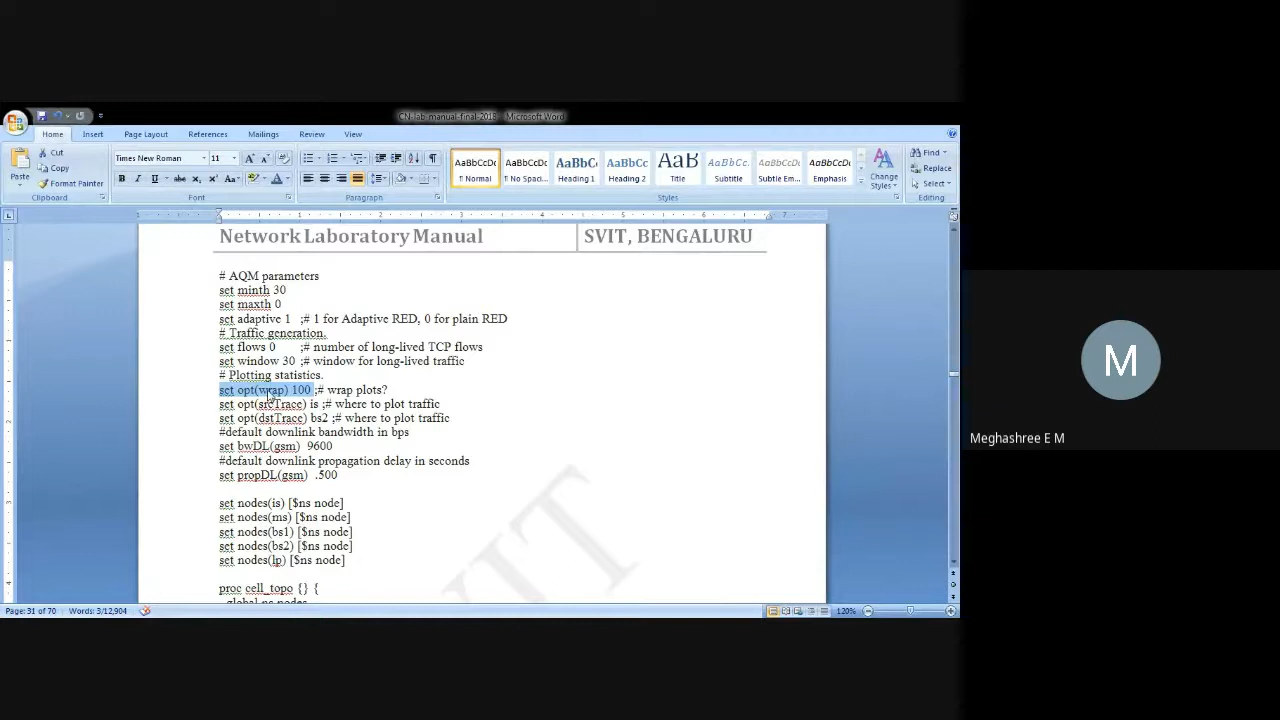 CN-lab-manual-final-2018 - Microsoft Word
Home Insert Page Layout References Mailings Review View
Paste
Cut
Copy
Format Painter
Clipboard
Times New Roman 11
Font
Paragraph
AaBbCcDc AaBbCcDc AaBbC AaBbCc AaB AaBbCc. AaBbCcDc AaBbCcDc
¶ Normal ¶ No Spaci... Heading 1 Heading 2 Title Subtitle Subtle Em... Emphasis
Change Styles
Styles
Find
Replace
Select
Editing
Network Laboratory Manual SVIT, BENGALURU
# AQM parameters
set minth 30
set maxth 0
set adaptive 1 ;# 1 for Adaptive RED, 0 for plain RED
# Traffic generation.
set flows 0 ;# number of long-lived TCP flows
set window 30 ;# window for long-lived traffic
# Plotting statistics.
set opt(wrap) 100 ;# wrap plots?
set opt(srcTrace) is ;# where to plot traffic
set opt(dstTrace) bs2 ;# where to plot traffic
#default downlink bandwidth in bps
set bwDL(gsm) 9600
#default downlink propagation delay in seconds
set propDL(gsm) .500
set nodes(is) [$ns node]
set nodes(ms) [$ns node]
set nodes(bs1) [$ns node]
set nodes(bs2) [$ns node]
set nodes(lp) [$ns node]
proc cell_topo {} {
global ns nodes
Page: 31 of 70 Words: 3/12,904 120%
M
Meghashree E M